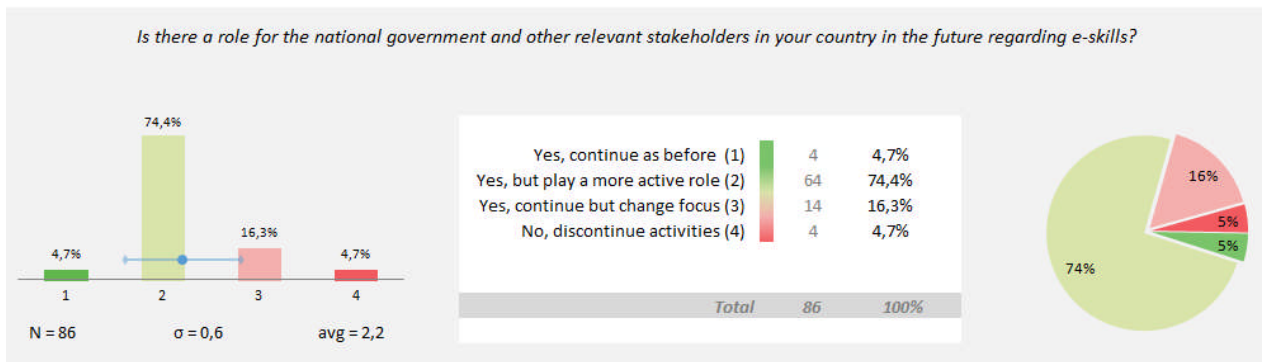 Is there a role for the national government and other relevant stakeholders in your country in the future regarding e-skills?
74,4%
16,3%
4,7%
4,7%
1 2 3 4
N = 86 σ = 0,6 avg = 2,2
Yes, continue as before (1) 4 4,7%
Yes, but play a more active role (2) 64 74,4%
Yes, continue but change focus (3) 14 16,3%
No, discontinue activities (4) 4 4,7%
Total 86 100%
16%
5%
5%
74%